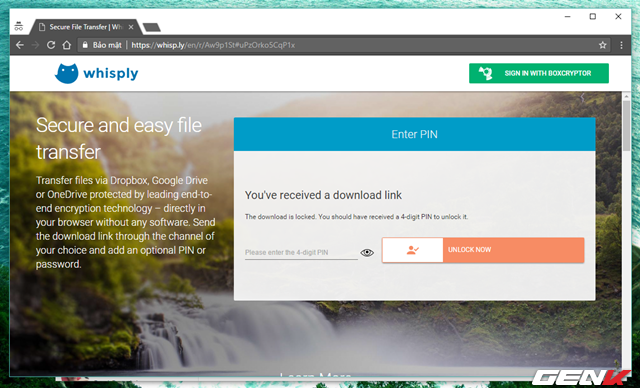 Secure File Transfer | Whi
Bảo mật
https://whisp.ly/en/r/Aw9p1St#uPzOrkoSCqP1x
whisply
SIGN IN WITH BOXCRYPTOR
Secure and easy file
transfer
Transfer files via Dropbox, Google Drive
or OneDrive protected by leading end-to-
end encryption technology – directly in
your browser without any software. Send
the download link through the channel of
your choice and add an optional PIN or
password.
Enter PIN
You've received a download link
The download is locked. You should have received a 4-digit PIN to unlock it.
Please enter the 4-digit PIN
UNLOCK NOW
Learn More
GENK